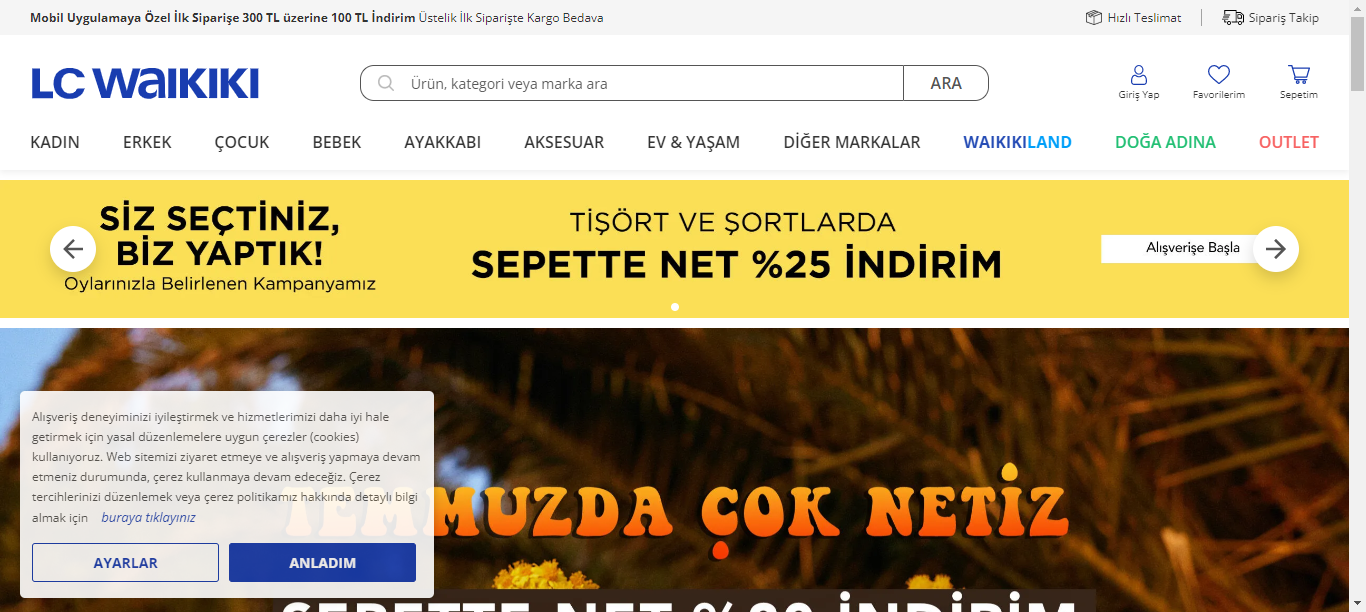 Mobil Uygulamaya Özel İlk Siparişe 300 TL üzerine 100 TL İndirim Üstelik İlk Siparişte Kargo Bedava
Hızlı Teslimat
Sipariş Takip
LC WAIKIKI
Ürün, kategori veya marka ara
ARA
Giriş Yap
Favorilerim
Sepetim
KADIN
ERKEK
ÇOCUK
BEBEK
AYAKKABI
AKSESUAR
EV & YAŞAM
DİĞER MARKALAR
WAIKIKILAND
DOĞA ADINA
OUTLET
SİZ SEÇTİNİZ,
BİZ YAPTIK!
Oylarınızla Belirlenen Kampanyamız
TİŞÖRT VE ŞORTLARDA
SEPETTE NET %25 İNDİRİM
Alışverişe Başla
TEMMUZDA ÇOK NETİZ
Alışveriş deneyiminizi iyileştirmek ve hizmetlerimizi daha iyi hale
getirmek için yasal düzenlemelere uygun çerezler (cookies)
kullanıyoruz. Web sitemizi ziyaret etmeye ve alışveriş yapmaya devam
etmeniz durumunda, çerez kullanmaya devam edeceğiz. Çerez
tercihlerinizi düzenlemek veya çerez politikamız hakkında detaylı bilgi
almak için buraya tıklayınız
AYARLAR
ANLADIM
SEPETTE NET
İNDİRİM